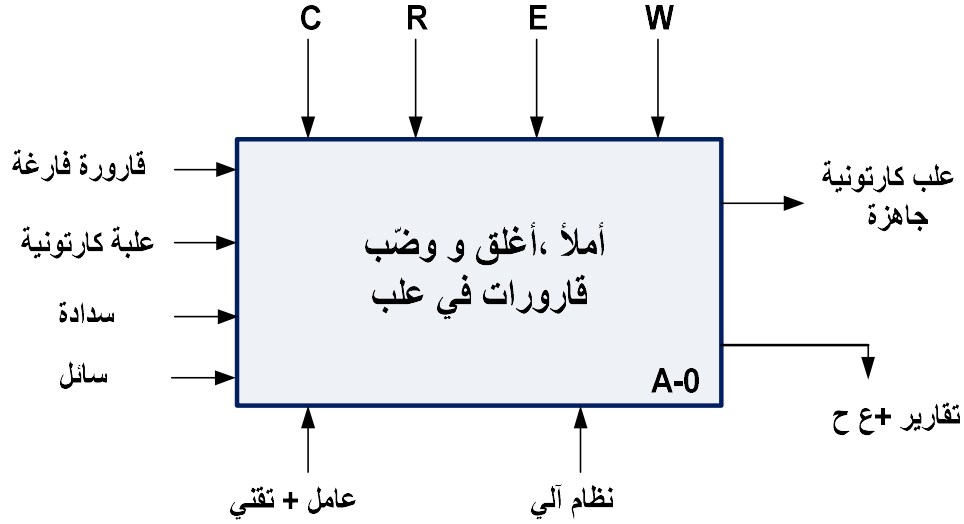 C R E W
قارورة فارغة
علبة كارتونية
سدادة
سائل
أملأ ،أغلق و وضّب
قارورات في علب
A-0
علب كارتونية
جاهزة
تقارير +ع ح
عامل + تقني
نظام آلي